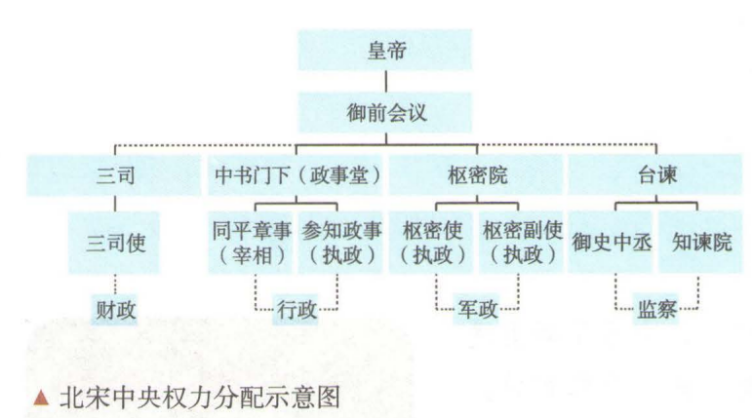 皇帝
御前会议
三司
中书门下(政事堂)
枢密院
台谏
三司使
同平章事
(宰相)
参知政事
(执政)
枢密使
(执政)
枢密副使
(执政)
御史中丞
知谏院
财政
行政
军政
监察
▲ 北宋中央权力分配示意图